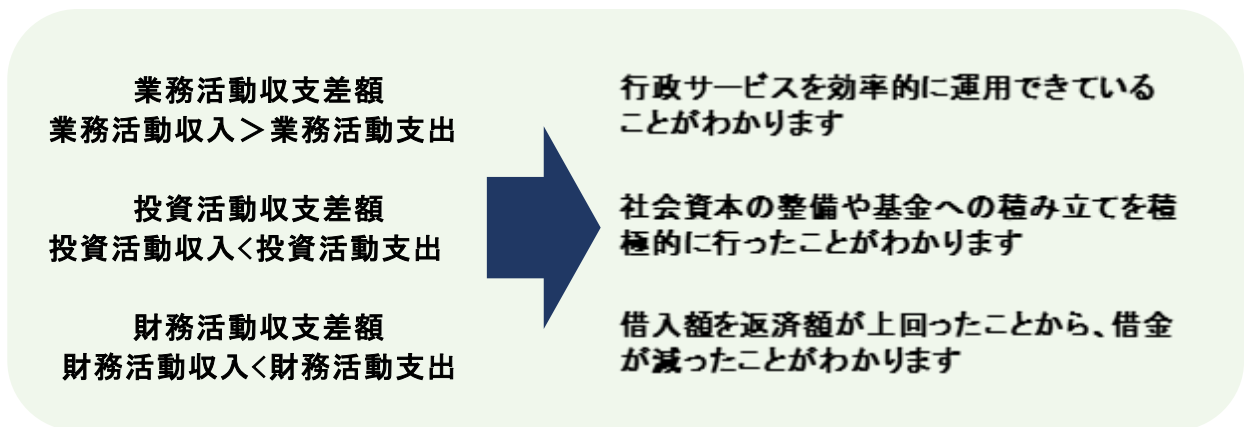 業務活動収支差額
業務活動収入＞業務活動支出
行政サービスを効率的に運用できている
ことがわかります
投資活動収支差額
投資活動収入<投資活動支出
社会資本の整備や基金への積み立てを積
極的に行ったことがわかります
財務活動収支差額
財務活動収入<財務活動支出
借入額を返済額が上回ったことから、借金
が減ったことがわかります